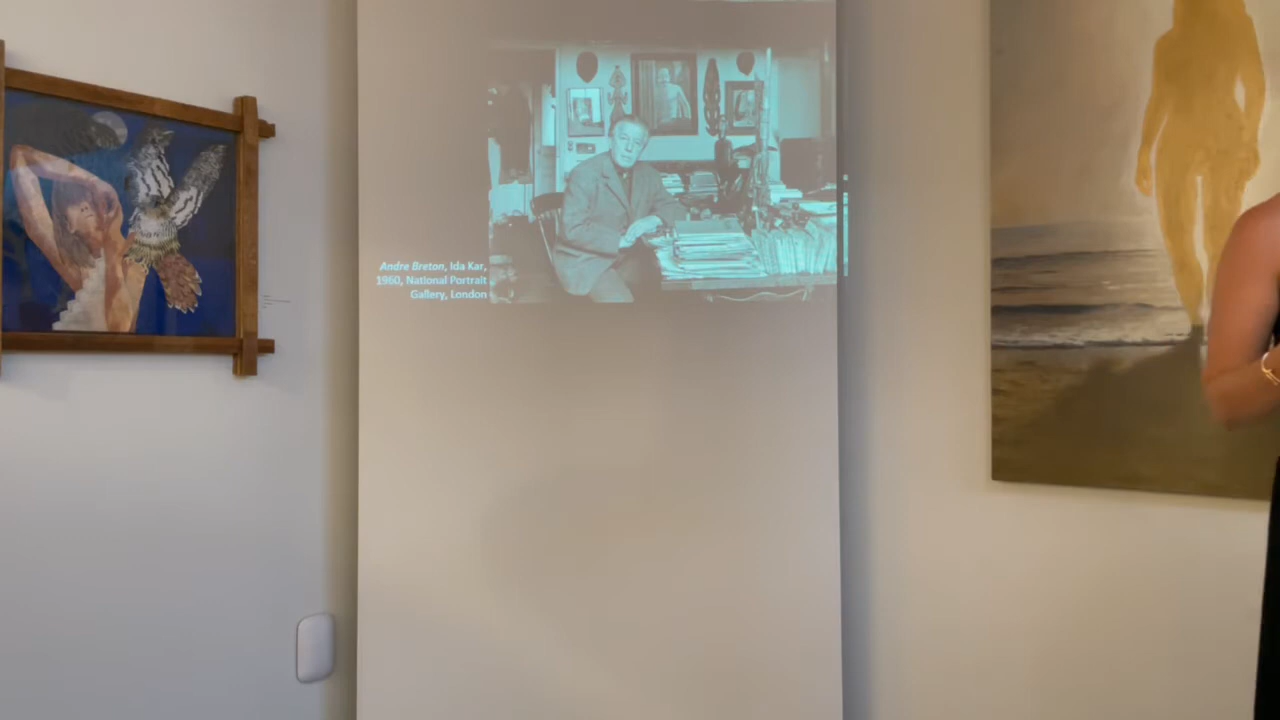 Andre Breton, Ida Kar,
1960, National Portrait
Gallery, London